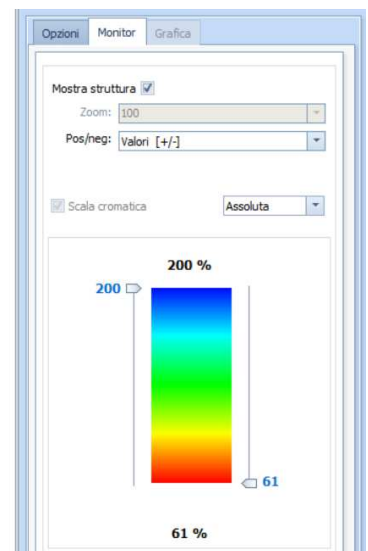 Opzioni Monitor Grafica
Mostra struttura
Zoom: 100
Pos/neg: Valori [+/-]
Scala cromatica Assoluta
200 %
200
61
61 %